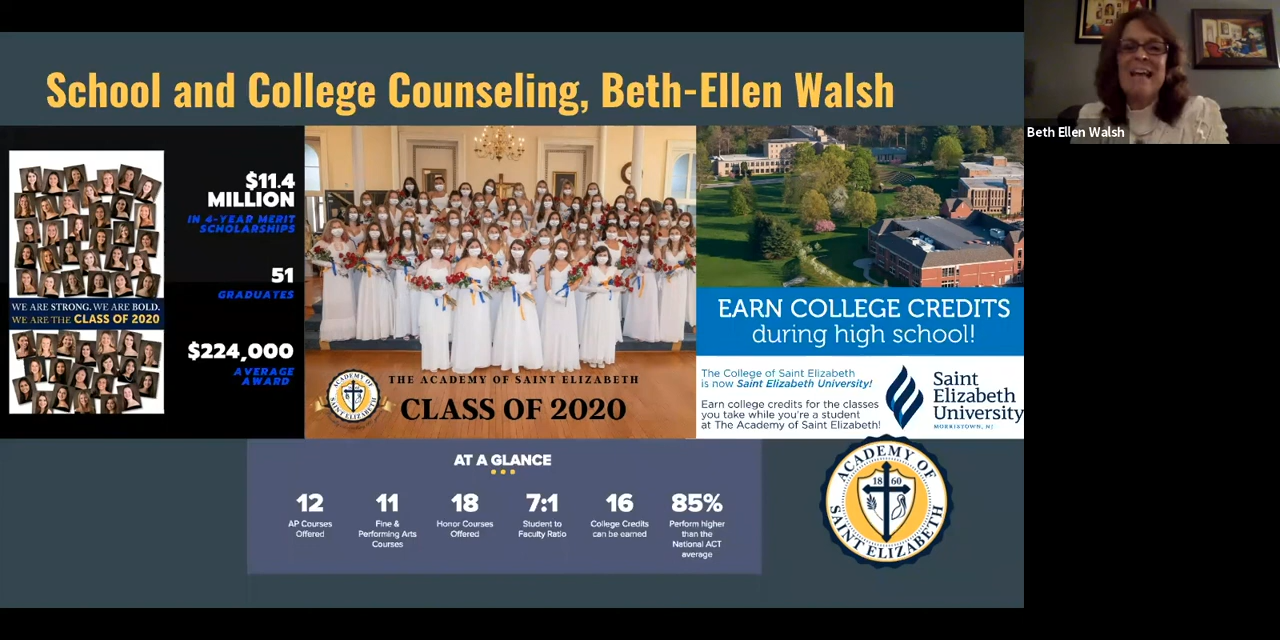 School and College Counseling, Beth-Ellen Walsh
Beth Ellen Walsh
WE ARE STRONG. WE ARE BOLD.
WE ARE THE CLASS OF 2020
$11.4
MILLION
IN 4-YEAR MERIT
SCHOLARSHIPS
51
GRADUATES
$224,000
AVERAGE
AWARD
ACADEMY OF
SAINT ELIZABETH
THE ACADEMY OF SAINT ELIZABETH
CLASS OF 2020
EARN COLLEGE CREDITS
during high school!
The College of Saint Elizabeth
is now Saint Elizabeth University!
Earn college credits for the classes
you take while you're a student
at The Academy of Saint Elizabeth!
Saint
Elizabeth
University
MORRISTOWN, NJ
AT A GLANCE
12
AP Courses
Offered
11
Fine &
Performing Arts
Courses
18
Honor Courses
Offered
7:1
Student to
Faculty Ratio
16
College Credits
can be earned
85%
Perform higher
than the
National ACT
average
ACADEMY OF
1860
SAINT ELIZABETH